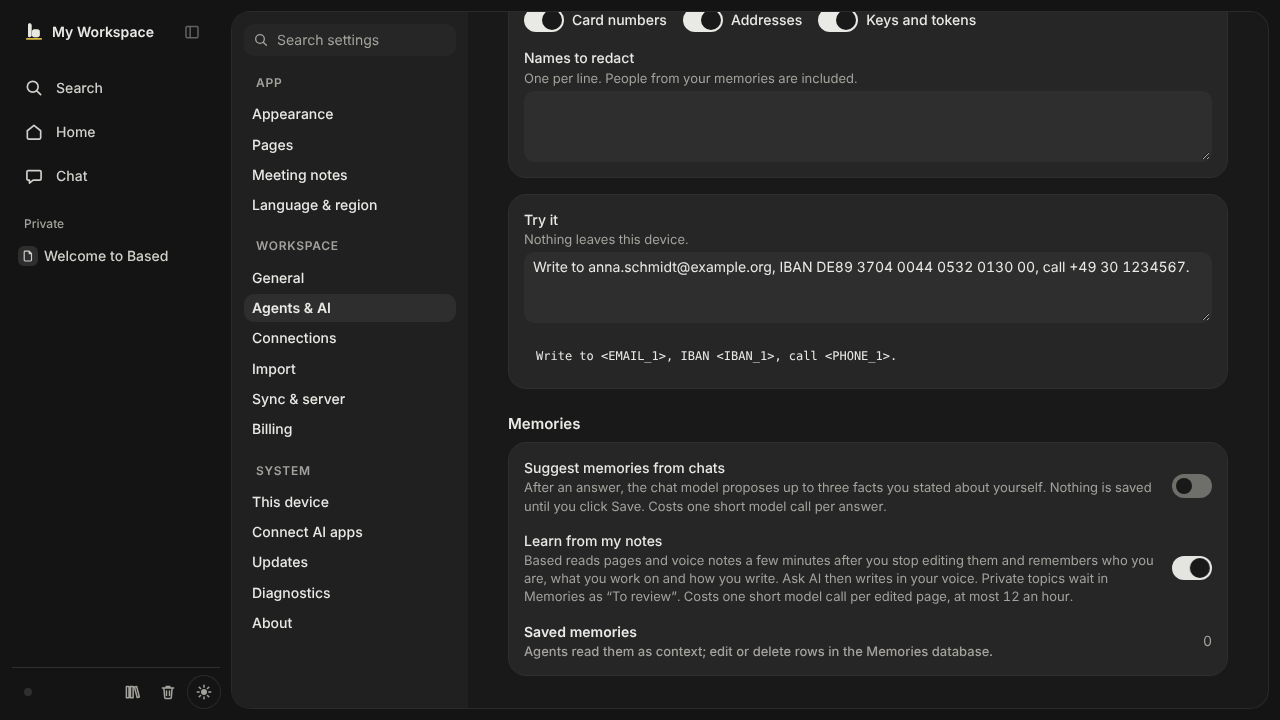 My Workspace
Search
Home
Chat
Private
Welcome to Based
Search settings
APP
Appearance
Pages
Meeting notes
Language & region
WORKSPACE
General
Agents & AI
Connections
Import
Sync & server
Billing
SYSTEM
This device
Connect AI apps
Updates
Diagnostics
About
Card numbers
Addresses
Keys and tokens
Names to redact
One per line. People from your memories are included.
Try it
Nothing leaves this device.
Write to anna.schmidt@example.org, IBAN DE89 3704 0044 0532 0130 00, call +49 30 1234567.
Write to <EMAIL_1>, IBAN <IBAN_1>, call <PHONE_1>.
Memories
Suggest memories from chats
After an answer, the chat model proposes up to three facts you stated about yourself. Nothing is saved
until you click Save. Costs one short model call per answer.
Learn from my notes
Based reads pages and voice notes a few minutes after you stop editing them and remembers who you
are, what you work on and how you write. Ask AI then writes in your voice. Private topics wait in
Memories as “To review”. Costs one short model call per edited page, at most 12 an hour.
Saved memories
Agents read them as context; edit or delete rows in the Memories database.
0